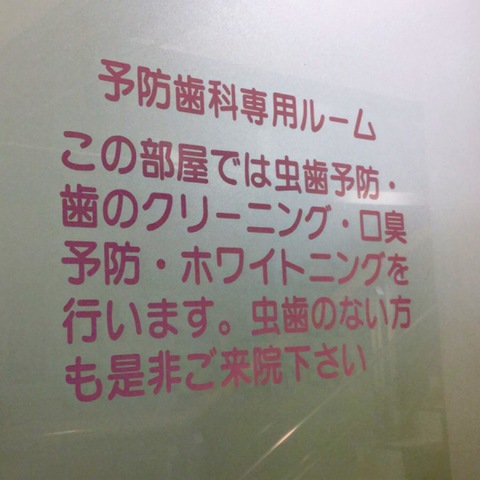 予防歯科専用ルーム
この部屋では虫歯予防・
歯のクリーニング・口臭
予防・ホワイトニングを
行います。虫歯のない方
も是非ご来院下さい